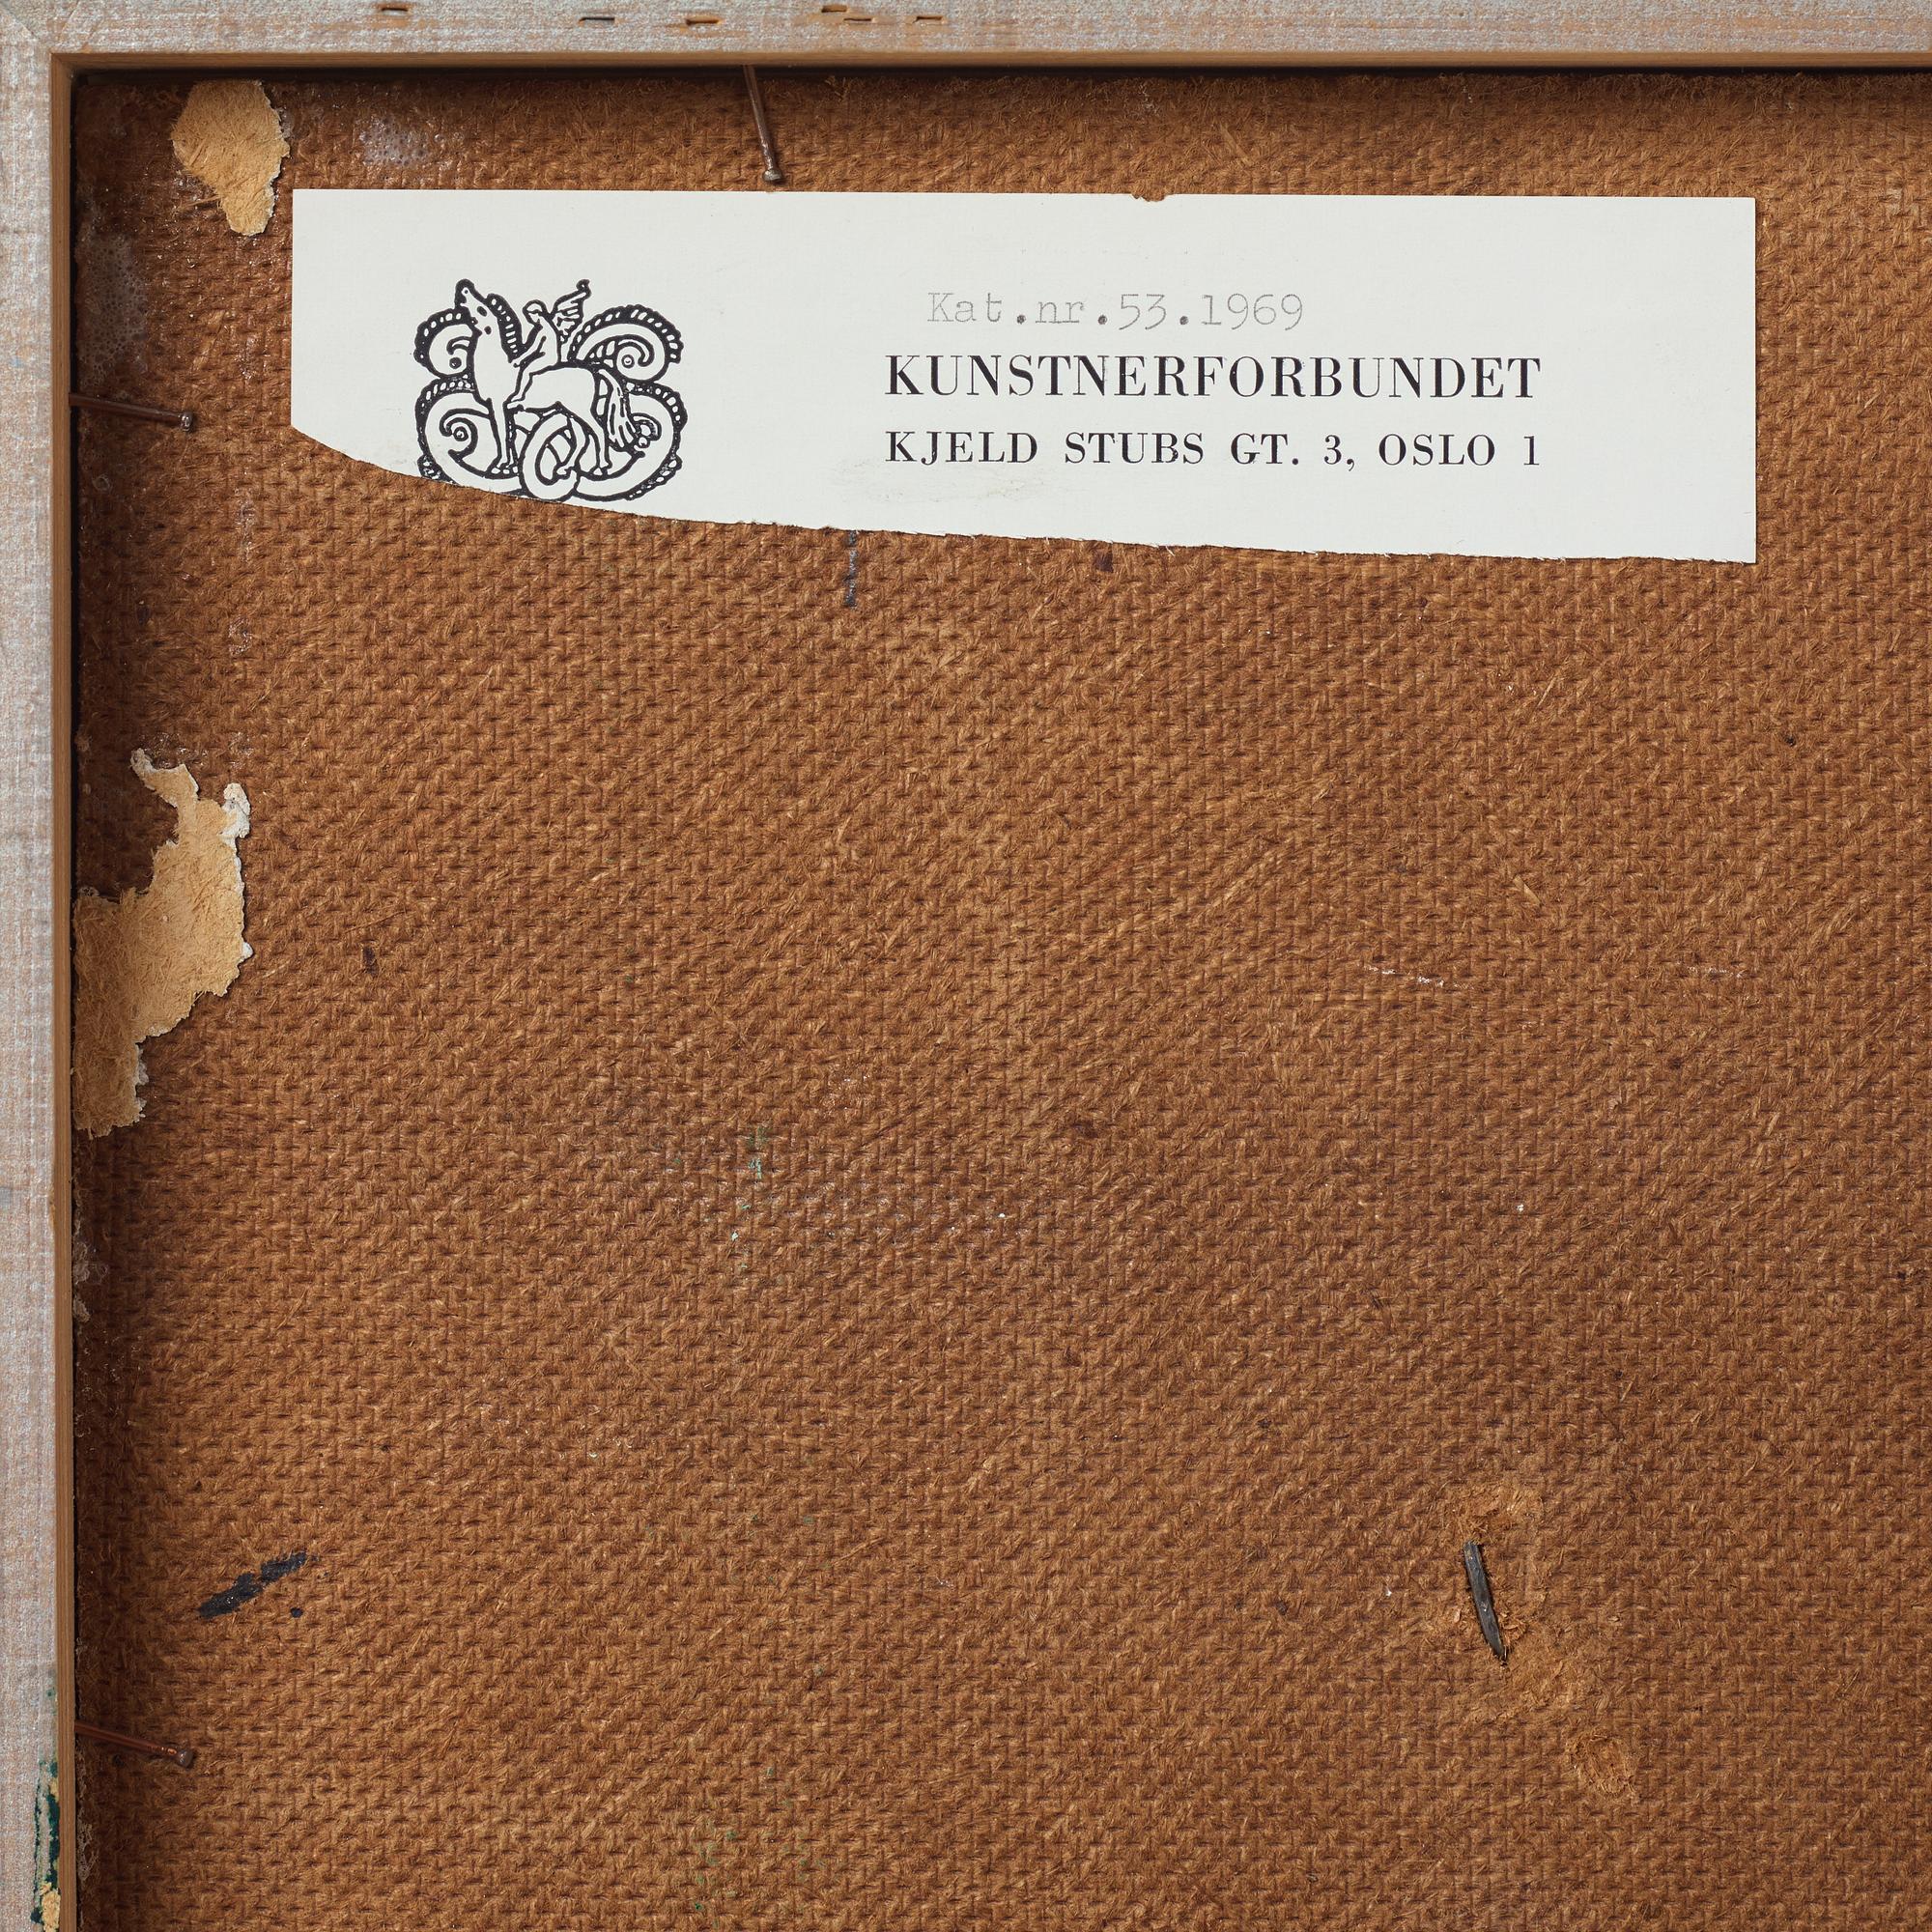 Kat.nr.53.1969
KUNSTNERFORBUNDET
KJELD STUBS GT. 3, OSLO 1